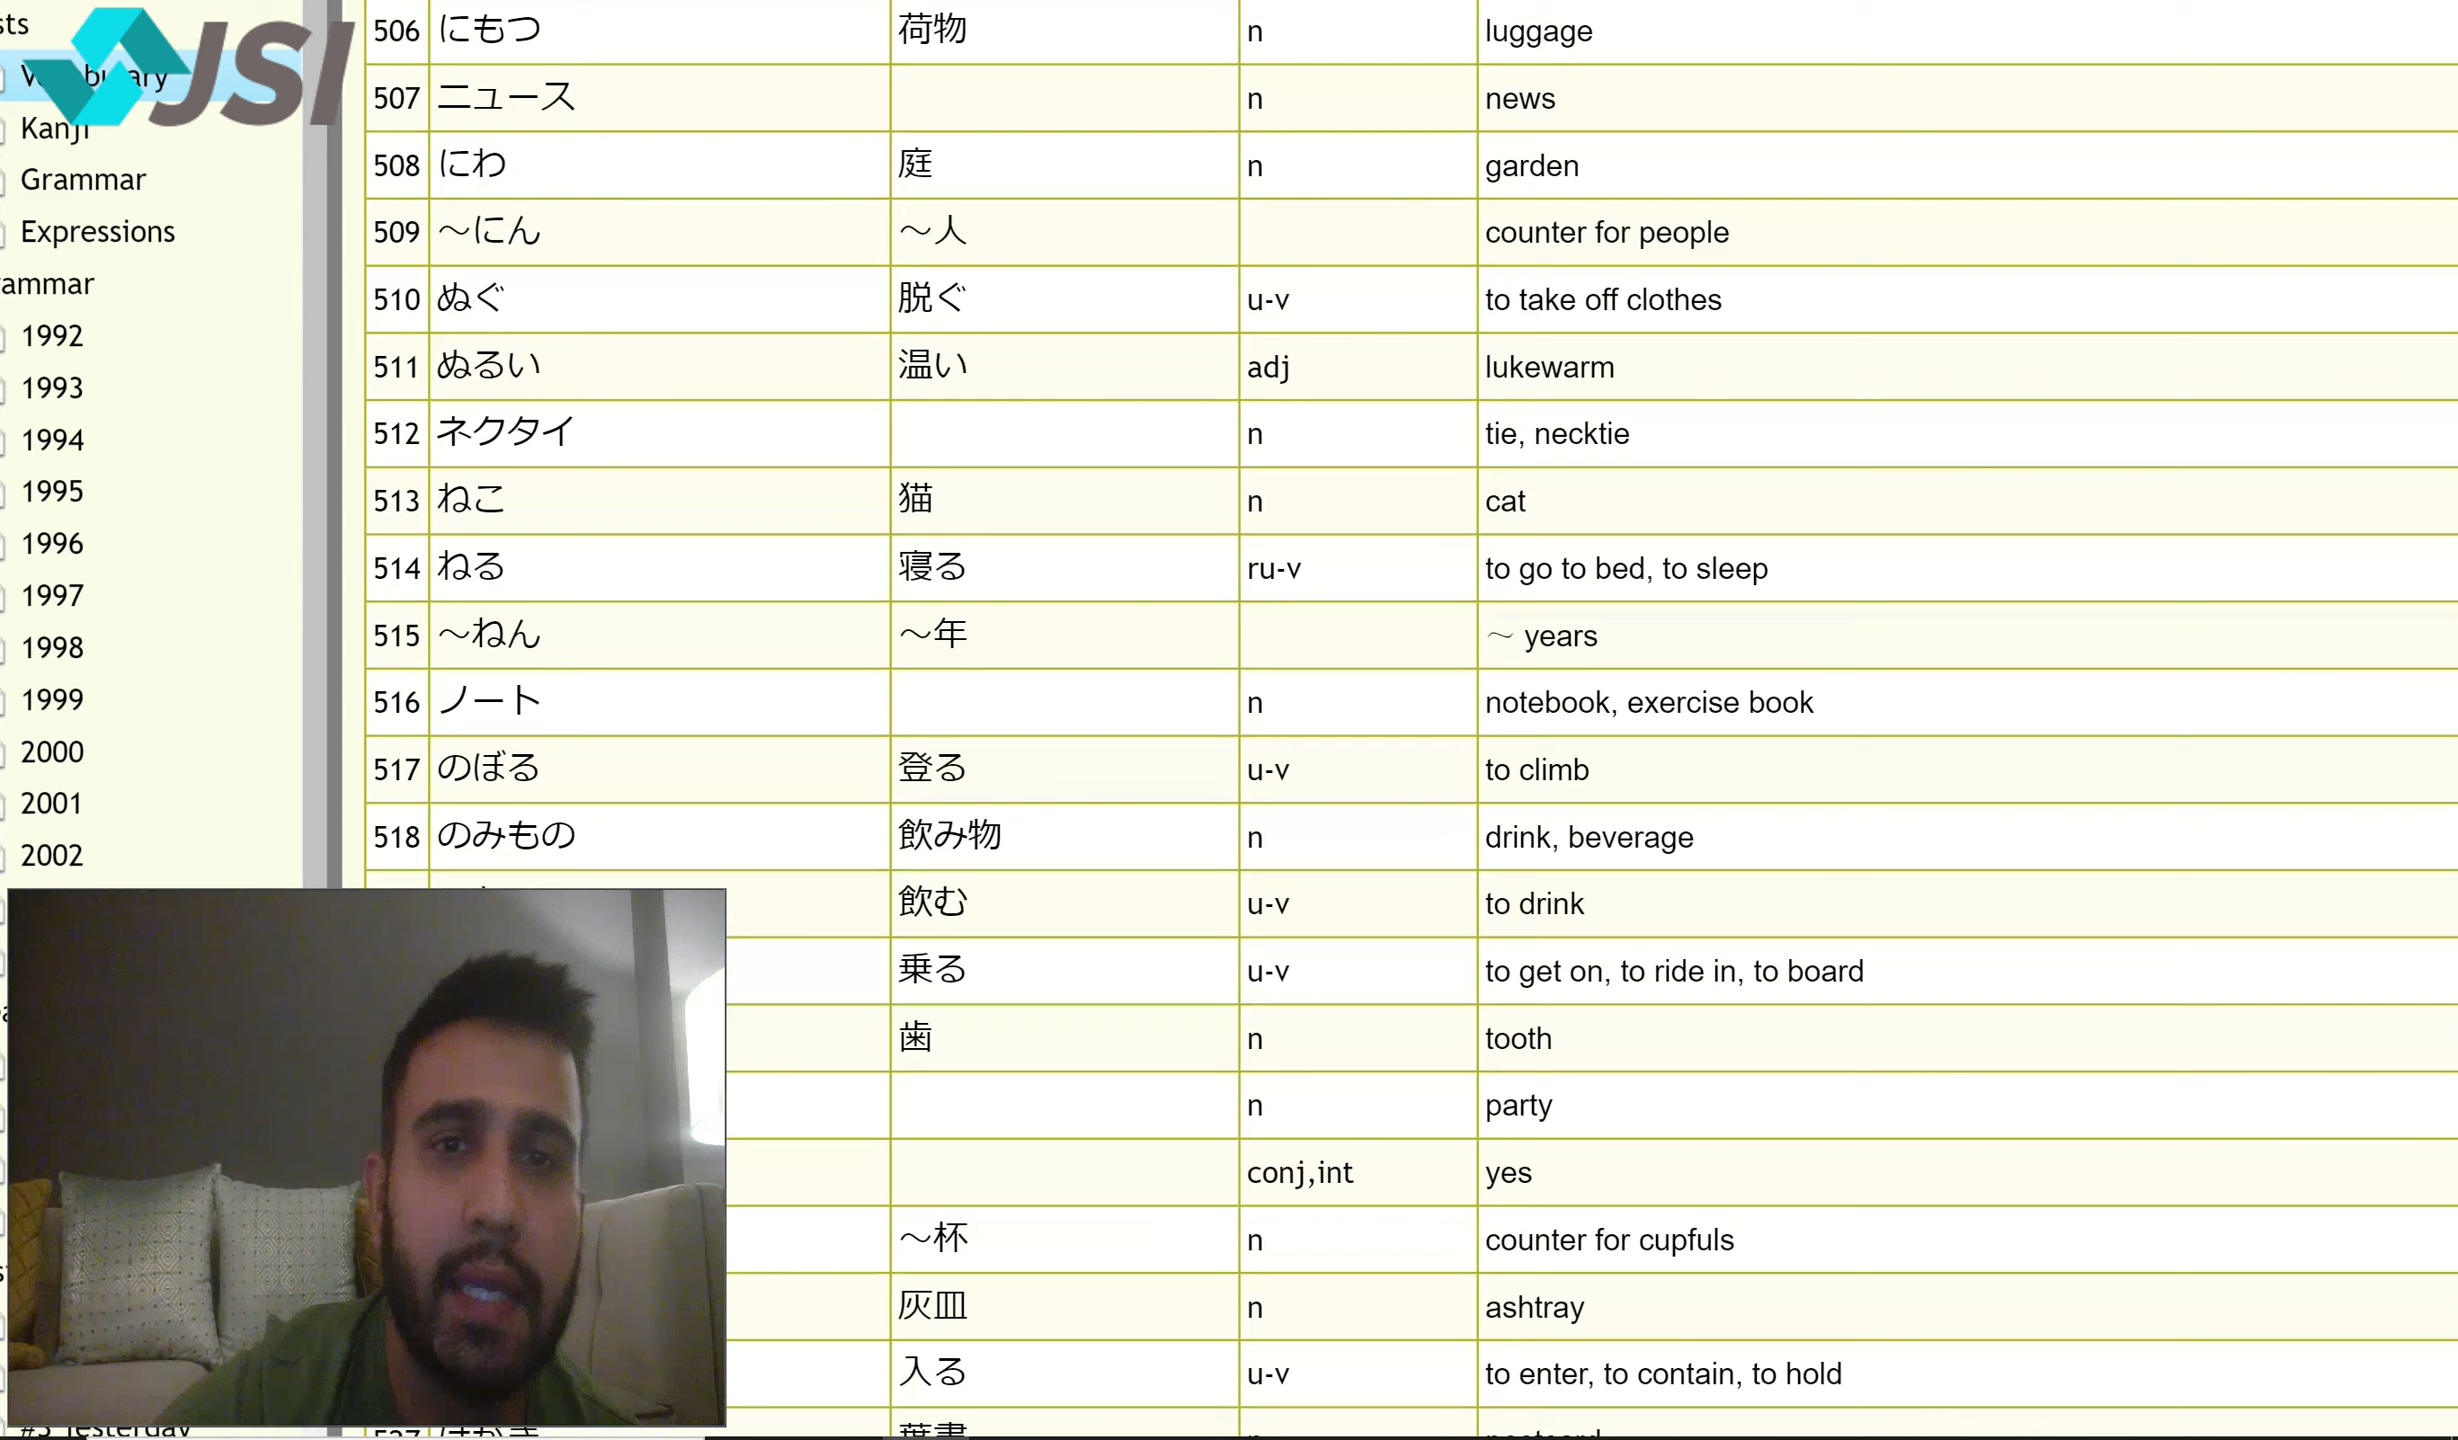 sts
Vocabulary
Kanji
Grammar
Expressions
ammar
1992
1993
1994
1995
1996
1997
1998
1999
2000
2001
2002
#3 Yesterday
JSI
506 にもつ 荷物 n luggage
507 ニュース n news
508 にわ 庭 n garden
509 ～にん ～人 counter for people
510 ぬぐ 脱ぐ u-v to take off clothes
511 ぬるい 温い adj lukewarm
512 ネクタイ n tie, necktie
513 ねこ 猫 n cat
514 ねる 寝る ru-v to go to bed, to sleep
515 ～ねん ～年 ～ years
516 ノート n notebook, exercise book
517 のぼる 登る u-v to climb
518 のみもの 飲み物 n drink, beverage
飲む u-v to drink
乗る u-v to get on, to ride in, to board
歯 n tooth
n party
conj,int yes
～杯 n counter for cupfuls
灰皿 n ashtray
入る u-v to enter, to contain, to hold